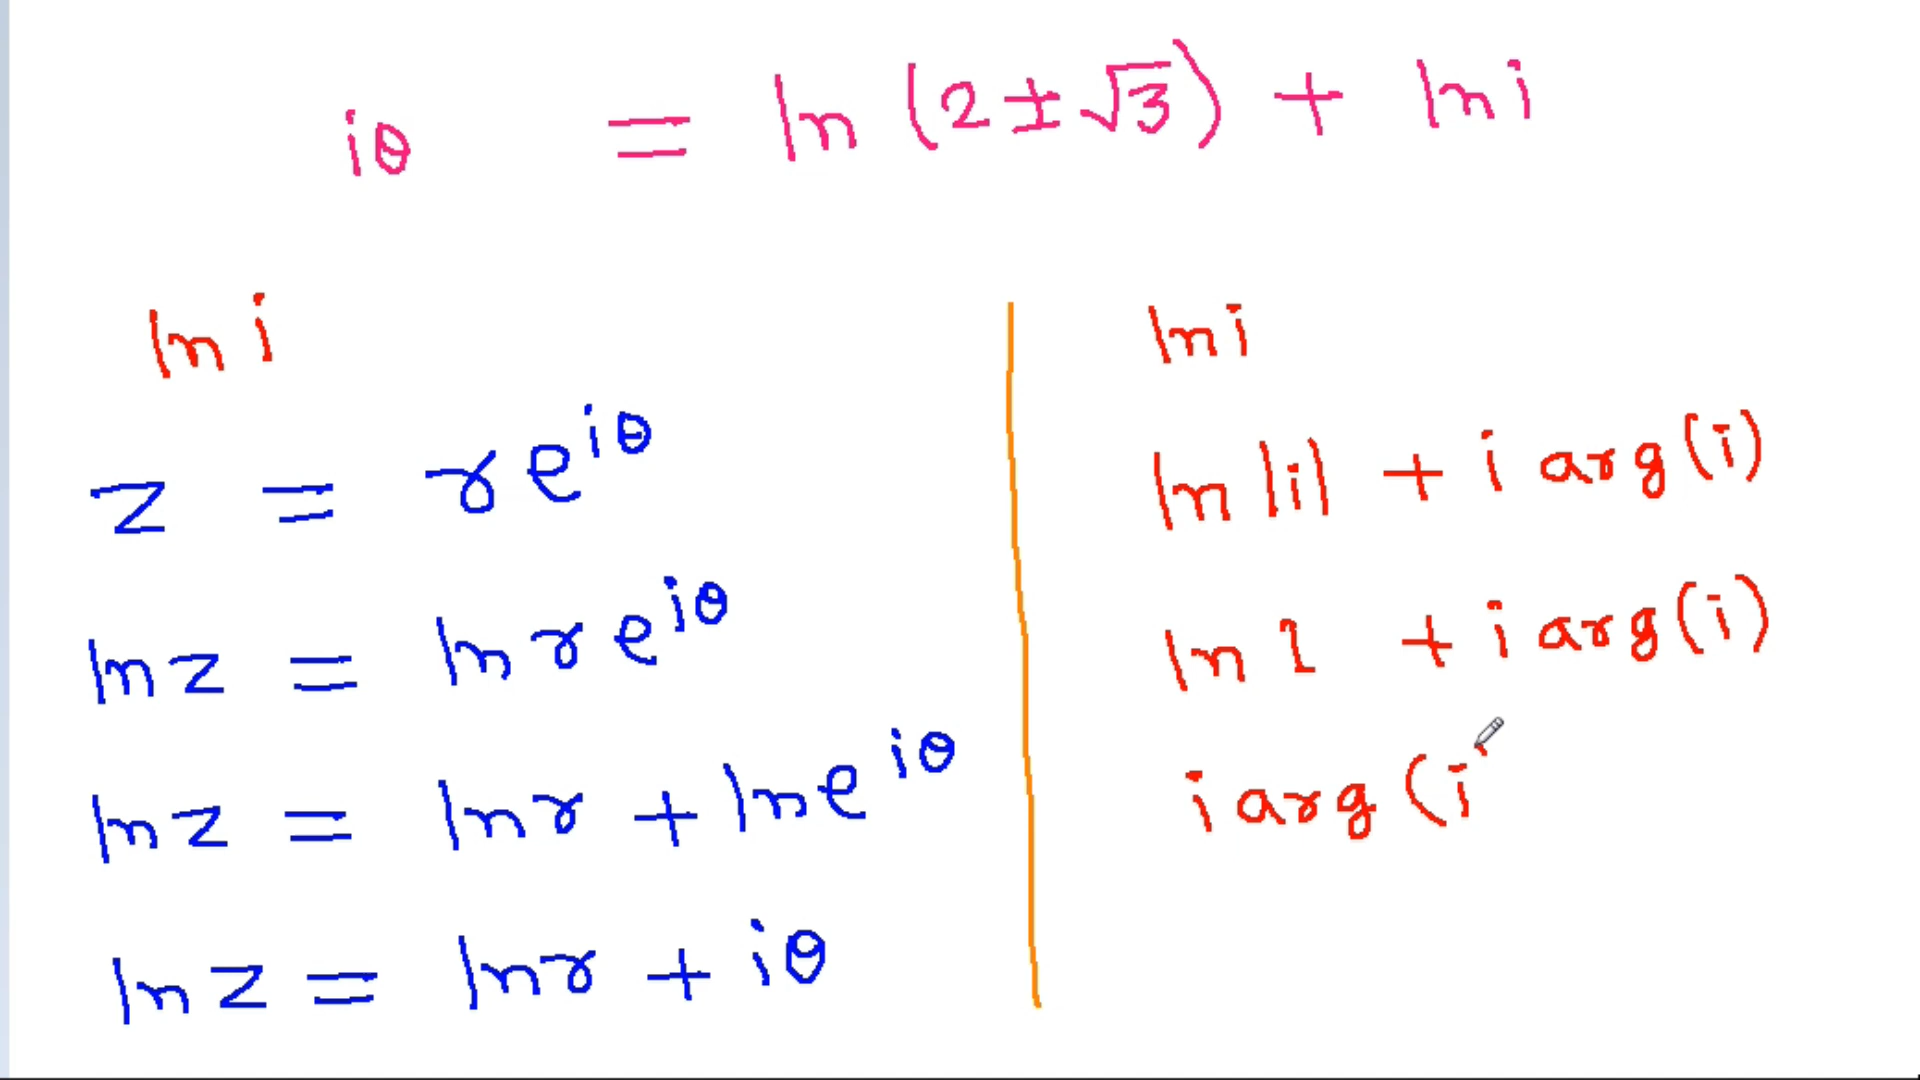 iθ = ln (2±√3) + ln i
ln i
z = re^{iθ}
ln z = ln re^{iθ}
ln z = ln r + ln e^{iθ}
ln z = ln r + iθ
ln i
ln |i| + i arg(i)
ln 1 + i arg(i)
i arg (i